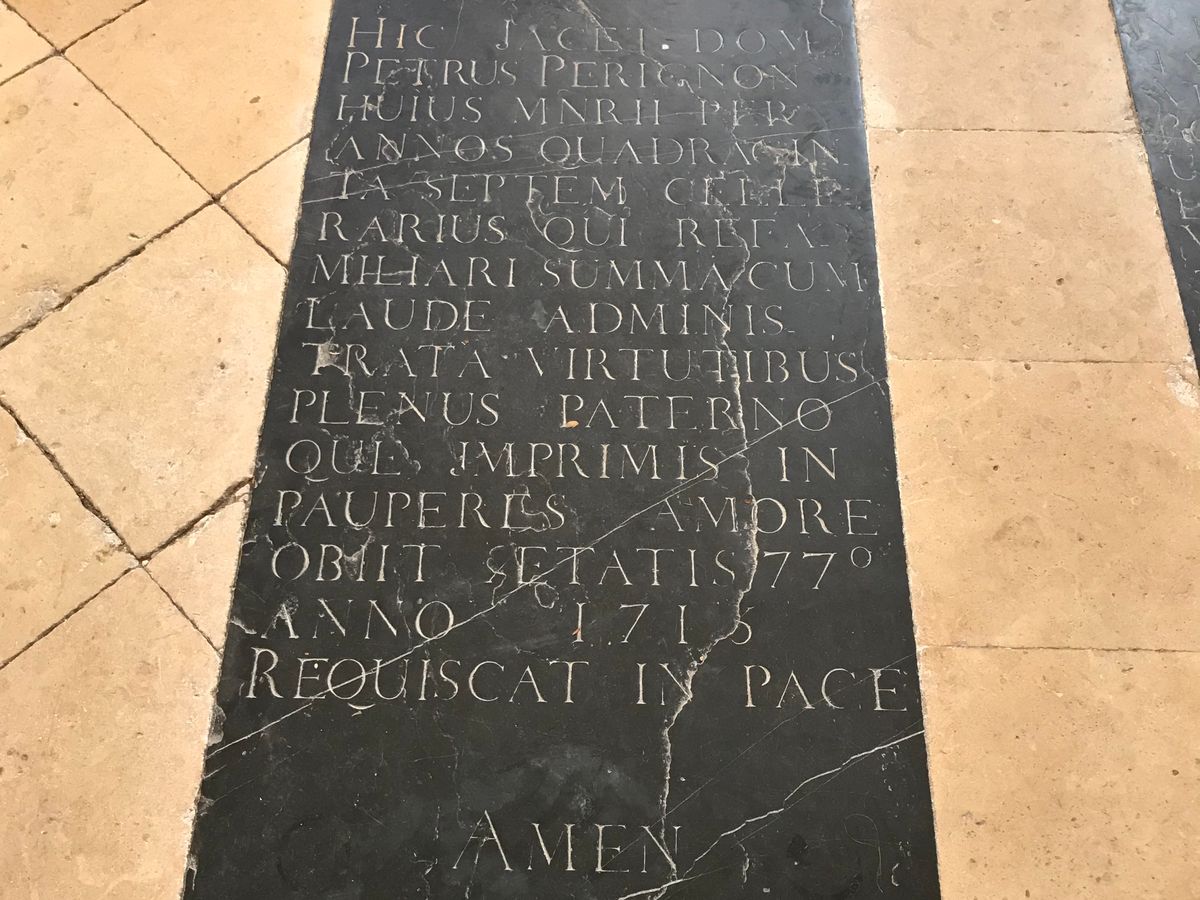 HIC JACET DOM
PETRUS PERIGNON
HUIUS MNRII PER
ANNOS QUADRAGIN
TA SEPTEM CELLE
RARIUS QUI RE FA-
MILIARI SUMMA CUM
LAUDE ADMINIS-
TRATA VIRTUTIBUS
PLENUS PATERNO
QUE IMPRIMIS IN
PAUPERES AMORE
OBIIT ÆTATIS 77°
ANNO 1715
REQUISCAT IN PACE
AMEN